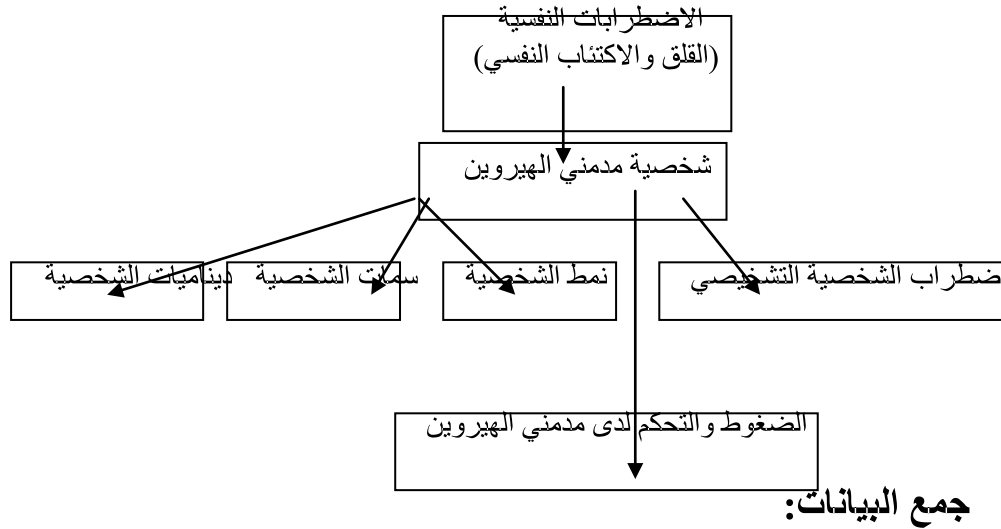 الاضطرابات النفسية
(القلق والاكتئاب النفسي)
شخصية مدمني الهيروين
ضطراب الشخصية التشخيصي
نمط الشخصية
سمات الشخصية
ديناميات الشخصية
الضغوط والتحكم لدى مدمني الهيروين
جمع البيانات: